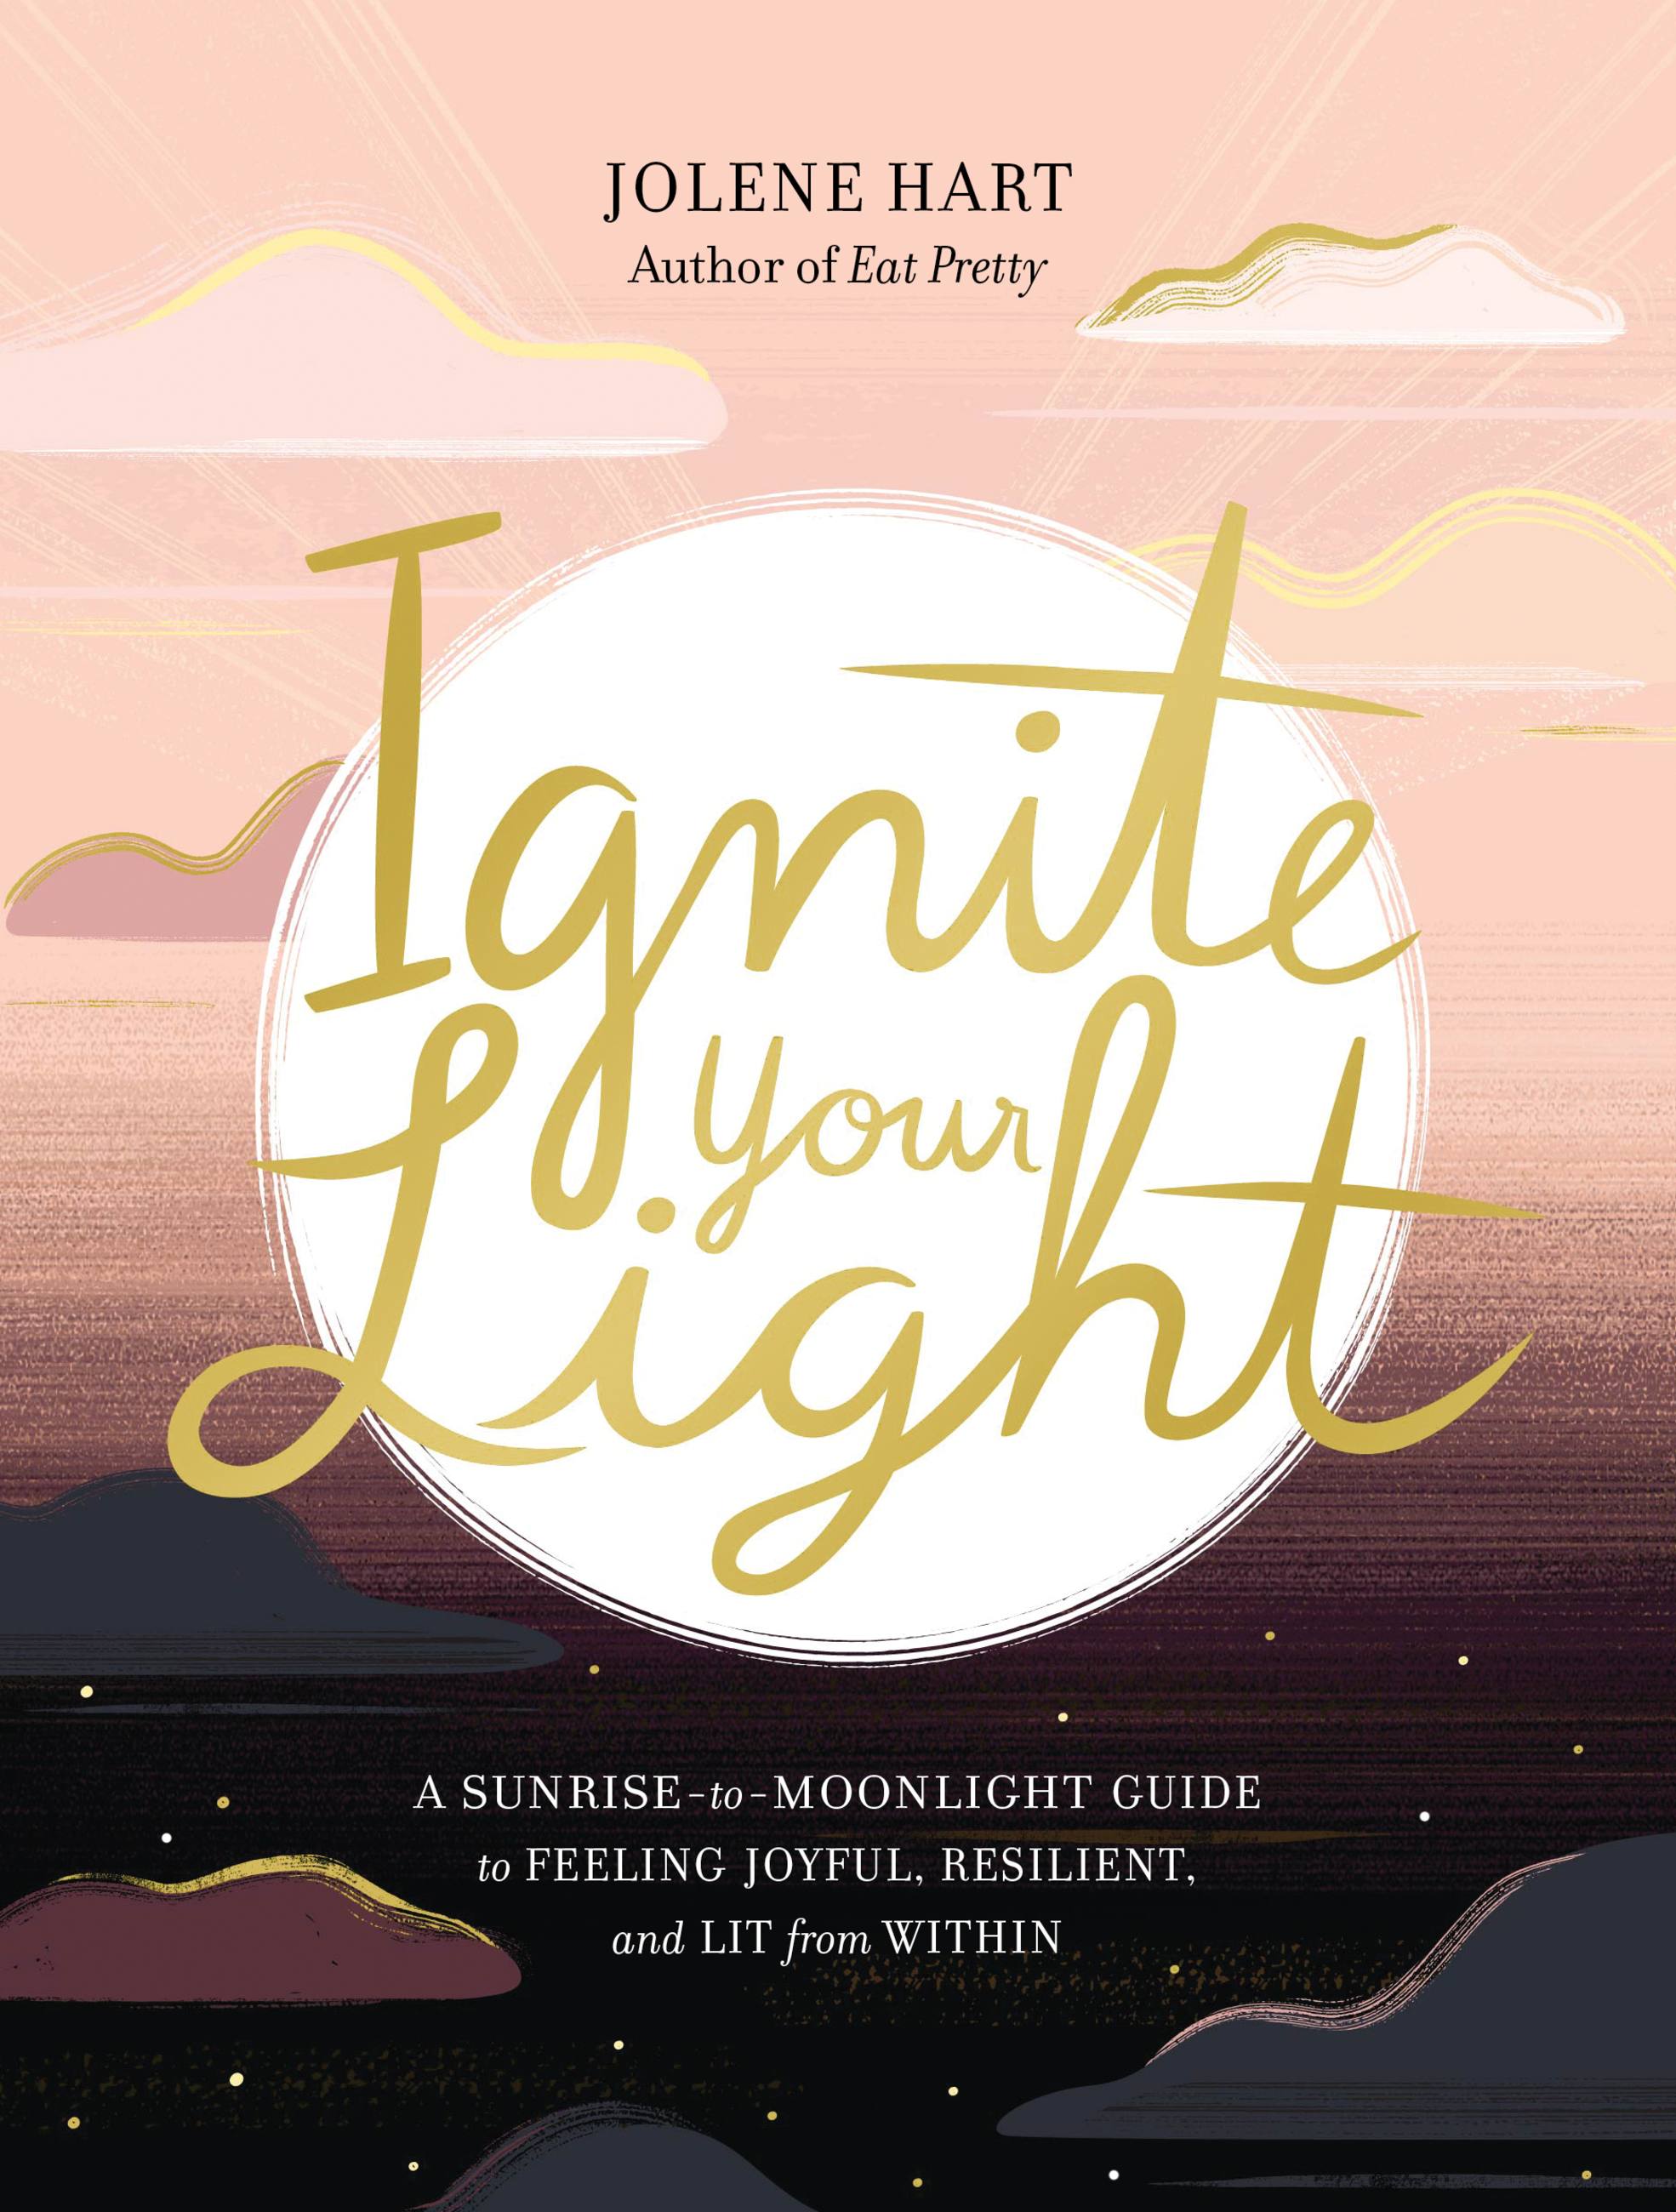 JOLENE HART
Author of Eat Pretty
Ignite
your
Light
A SUNRISE-to-MOONLIGHT GUIDE
to FEELING JOYFUL, RESILIENT,
and LIT from WITHIN